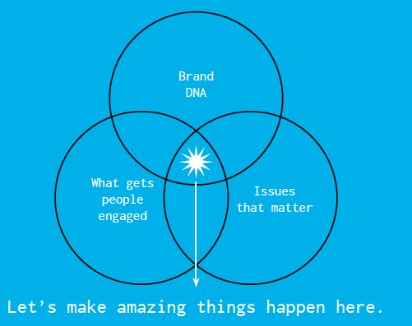 Brand
DNA
What gets
people
engaged
Issues
that matter
Let's make amazing things happen here.